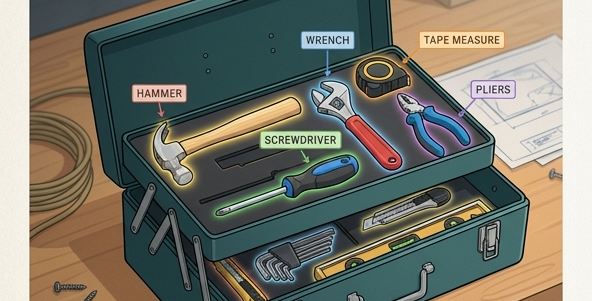 WRENCH
TAPE MEASURE
HAMMER
PLIERS
SCREWDRIVER